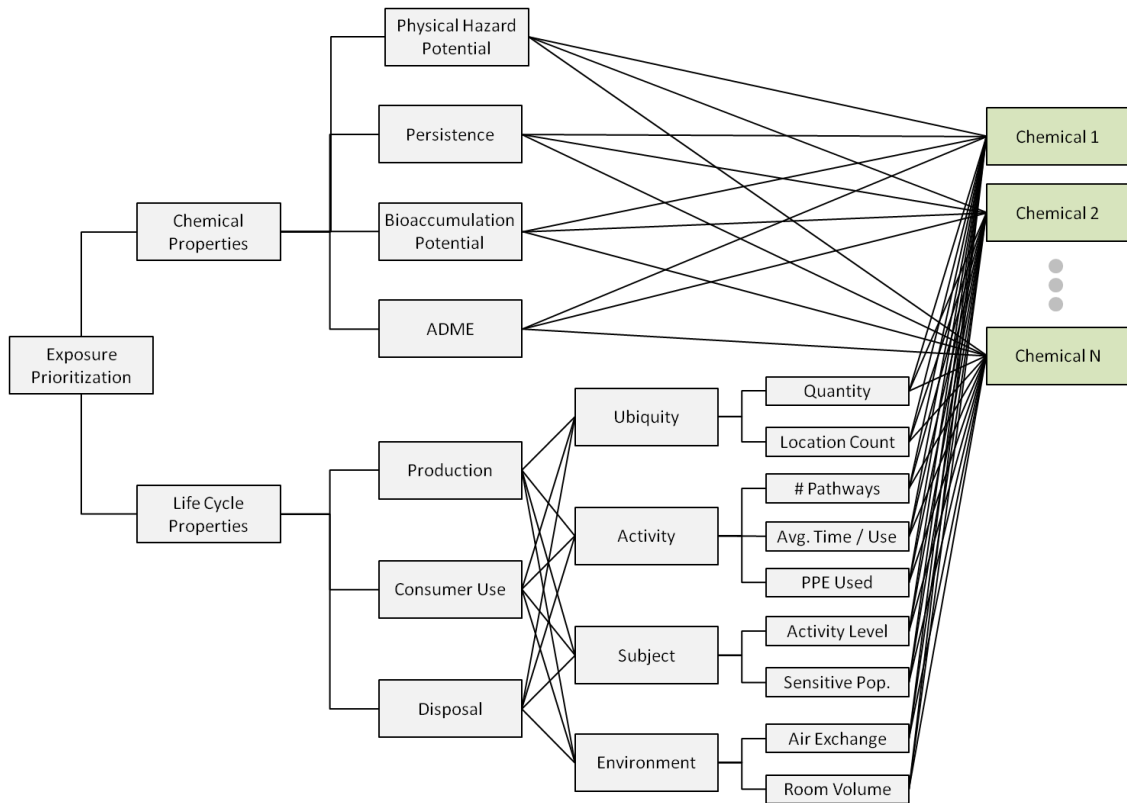 Physical Hazard
Potential
Persistence
Chemical 1
Chemical
Properties
Bioaccumulation
Potential
Chemical 2
ADME
Exposure
Prioritization
Chemical N
Ubiquity
Quantity
Location Count
Production
Life Cycle
Properties
# Pathways
Activity
Avg. Time / Use
Consumer Use
PPE Used
Subject
Activity Level
Sensitive Pop.
Disposal
Environment
Air Exchange
Room Volume